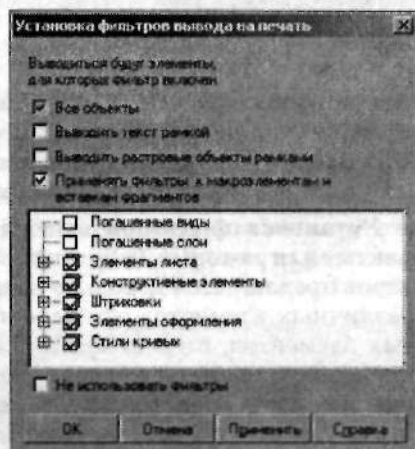 Установка фильтров вывода на печать
Выводиться будут элементы,
для которых фильтр включен
Все объекты
Выводить текст рамкой
Выводить растровые объекты рамками
Применять фильтры к макроэлементам и
вставкам фрагментов
Погашенные виды
Погашенные слои
Элементы листа
Конструктивные элементы
Штриховки
Элементы оформления
Стили кривых
Не использовать фильтры
OK Отмена Применить Справка